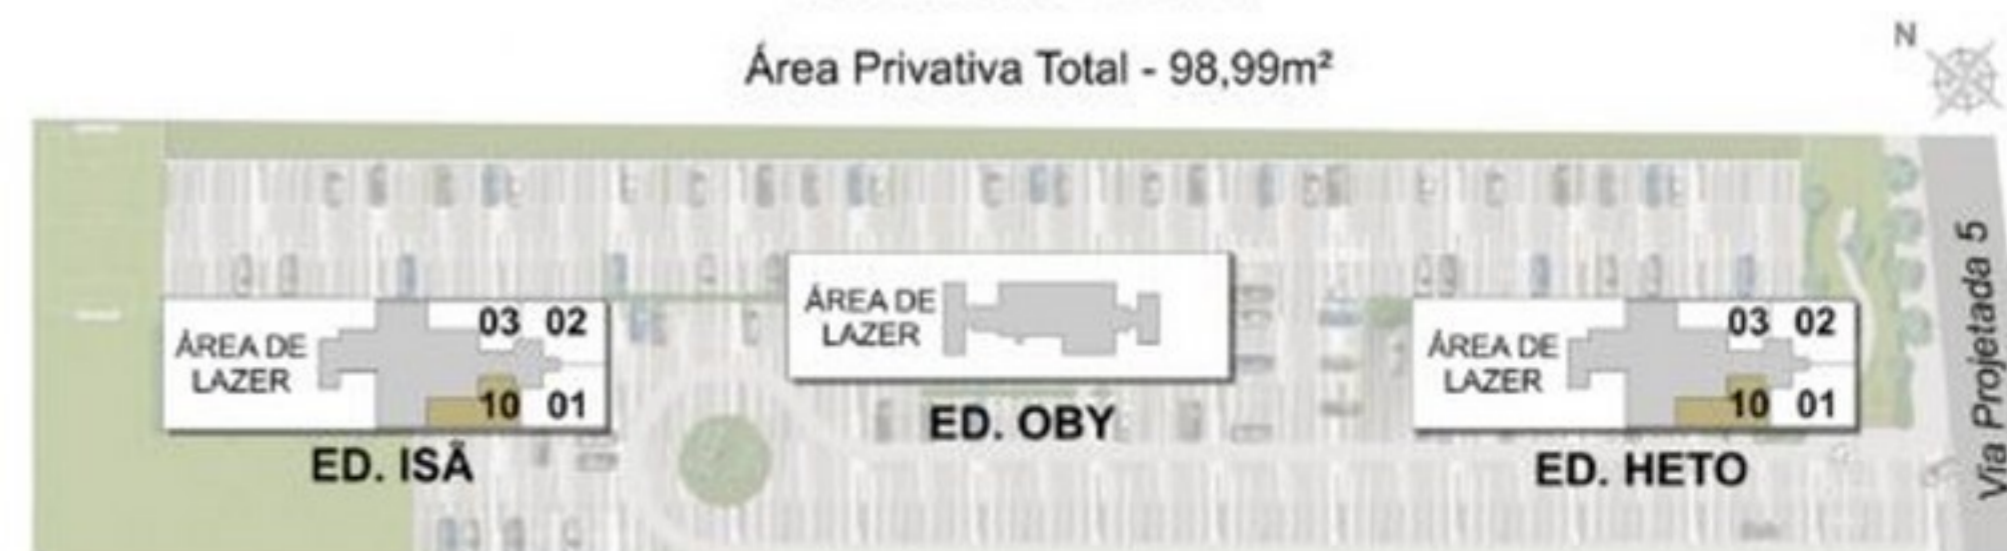 Área Privativa Total - 98,99m²
N
ÁREA DE
LAZER
03 02
10 01
ED. ISÃ
ÁREA DE
LAZER
ED. OBY
ÁREA DE
LAZER
03 02
10 01
ED. HETO
Via Projetada 5